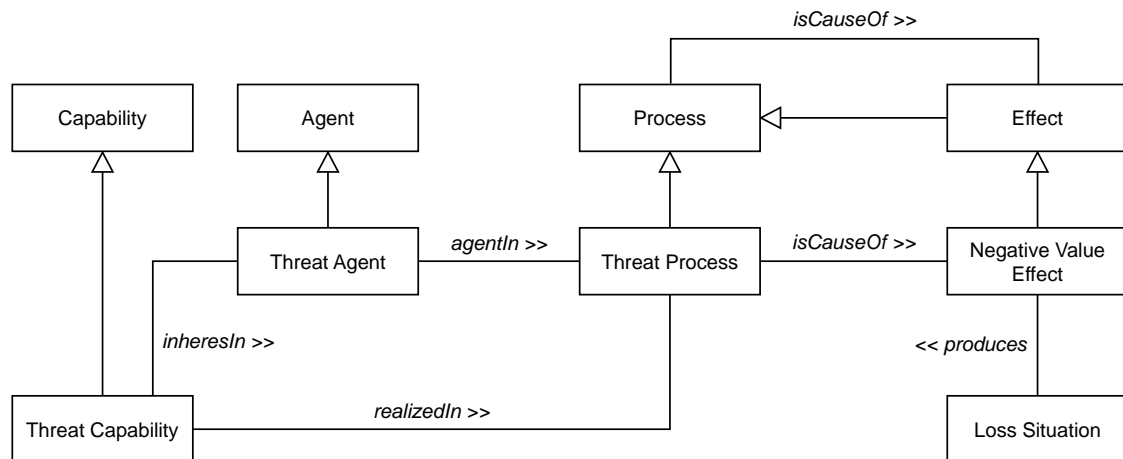 isCauseOf >>
Capability
Agent
Process
Effect
Threat Agent
agentIn >>
Threat Process
isCauseOf >>
Negative Value
Effect
inheresIn >>
<< produces
Threat Capability
realizedIn >>
Loss Situation